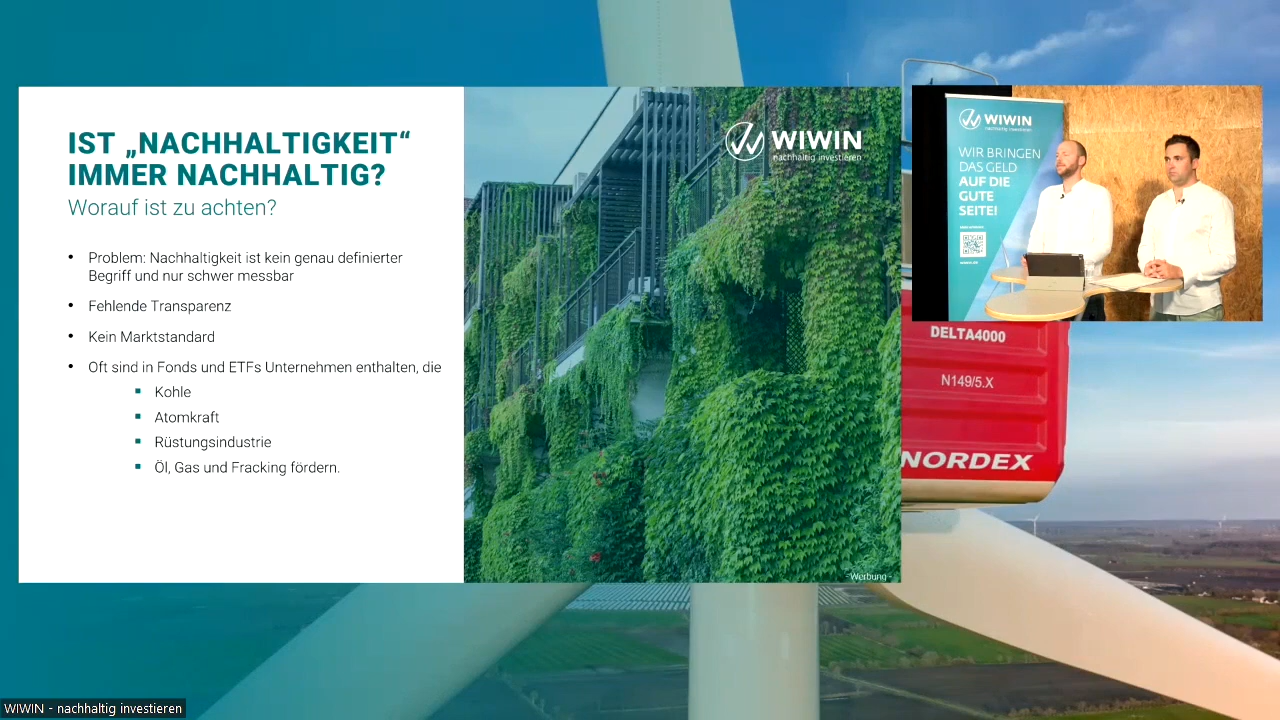 IST „NACHHALTIGKEIT“
IMMER NACHHALTIG?
Worauf ist zu achten?
• Problem: Nachhaltigkeit ist kein genau definierter
Begriff und nur schwer messbar
• Fehlende Transparenz
• Kein Marktstandard
• Oft sind in Fonds und ETFs Unternehmen enthalten, die
▪ Kohle
▪ Atomkraft
▪ Rüstungsindustrie
▪ Öl, Gas und Fracking fördern.
WIWIN
nachhaltig investieren
- Werbung -
WIWIN
nachhaltig investieren
WIR BRINGEN
DAS GELD
AUF DIE
GUTE
SEITE!
DELTA4000
N149/5.X
NORDEX
WIWIN - nachhaltig investieren